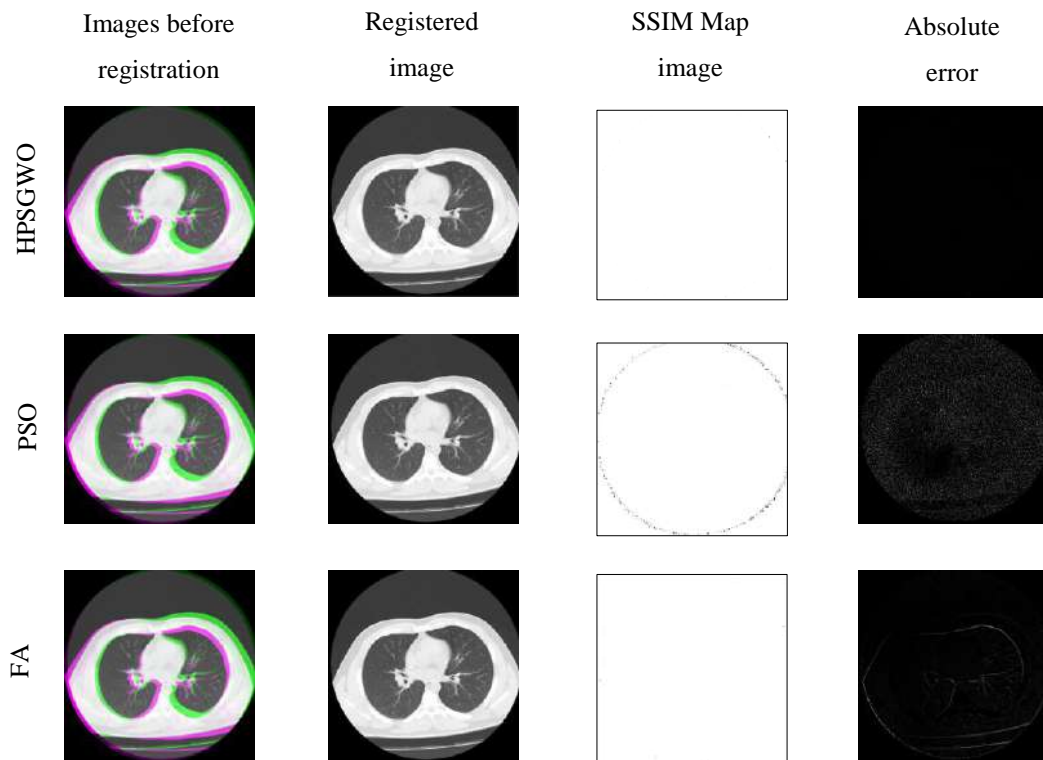 Images before
registration
Registered
image
SSIM Map
image
Absolute
error
HPSGWO
PSO
FA